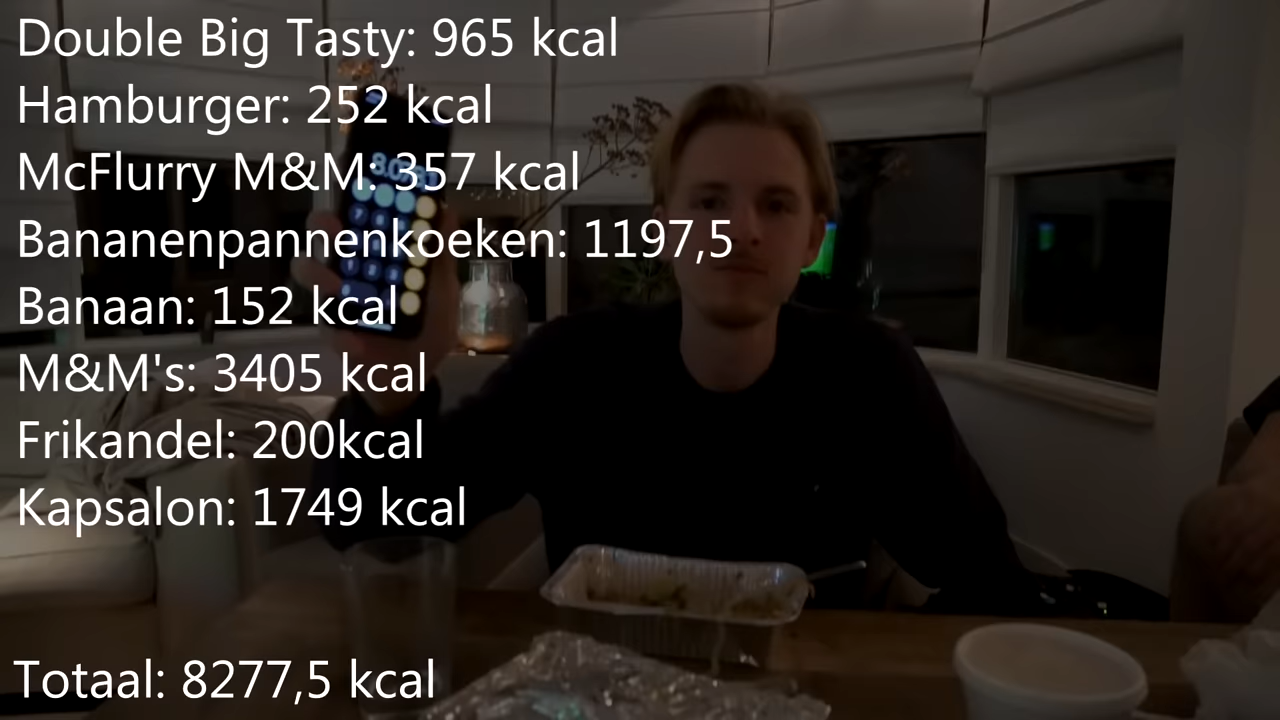 Double Big Tasty: 965 kcal
Hamburger: 252 kcal
McFlurry M&M: 357 kcal
Bananenpannenkoeken: 1197,5
Banaan: 152 kcal
M&M's: 3405 kcal
Frikandel: 200kcal
Kapsalon: 1749 kcal
Totaal: 8277,5 kcal